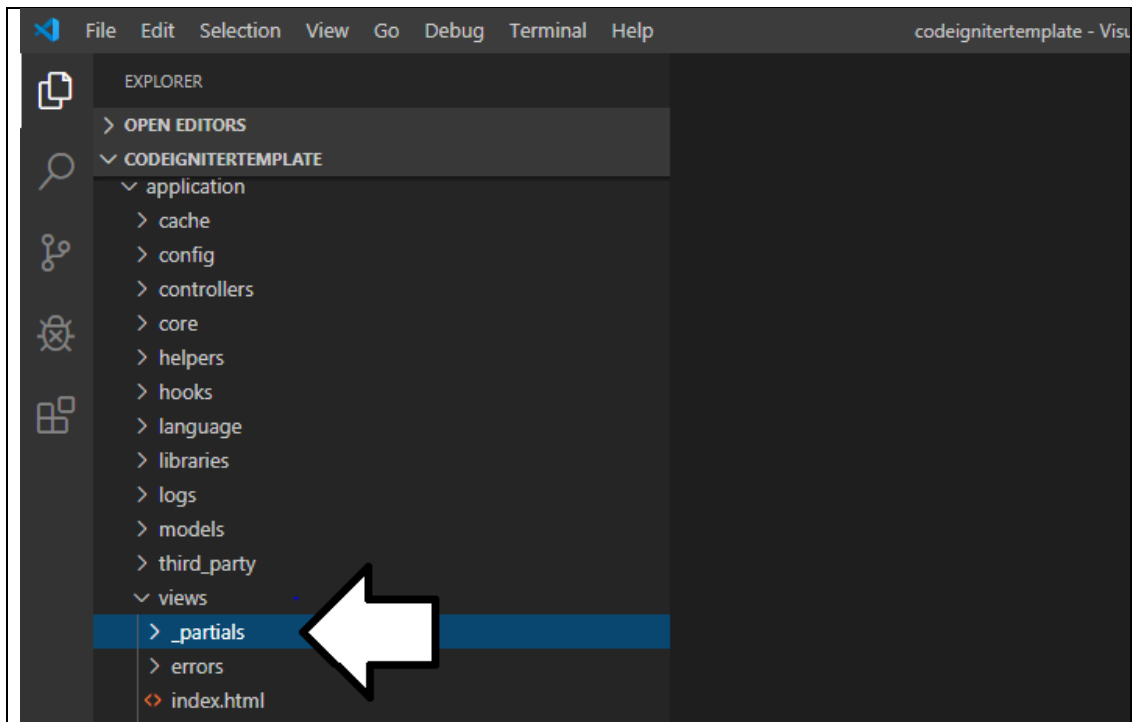 File Edit Selection View Go Debug Terminal Help codeignitertemplate - Visu
EXPLORER
OPEN EDITORS
CODEIGNITERTEMPLATE
application
cache
config
controllers
core
helpers
hooks
language
libraries
logs
models
third_party
views
_partials
errors
index.html